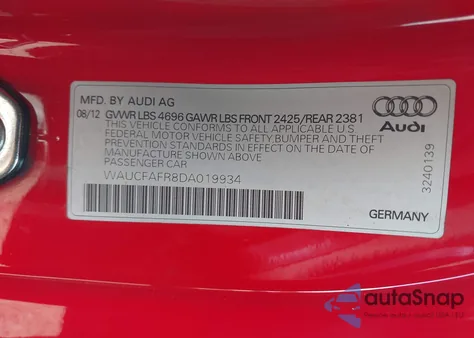 MFD. BY AUDI AG
08/12 GVWR LBS 4696 GAWR LBS FRONT 2425/REAR 2381
THIS VEHICLE CONFORMS TO ALL APPLICABLE U.S.
FEDERAL MOTOR VEHICLE SAFETY, BUMPER AND THEFT
PREVENTION STANDARDS IN EFFECT ON THE DATE OF
MANUFACTURE SHOWN ABOVE
PASSENGER CAR
WAUCFAFR8DA019934
Audi
3240139
GERMANY
autoSnap